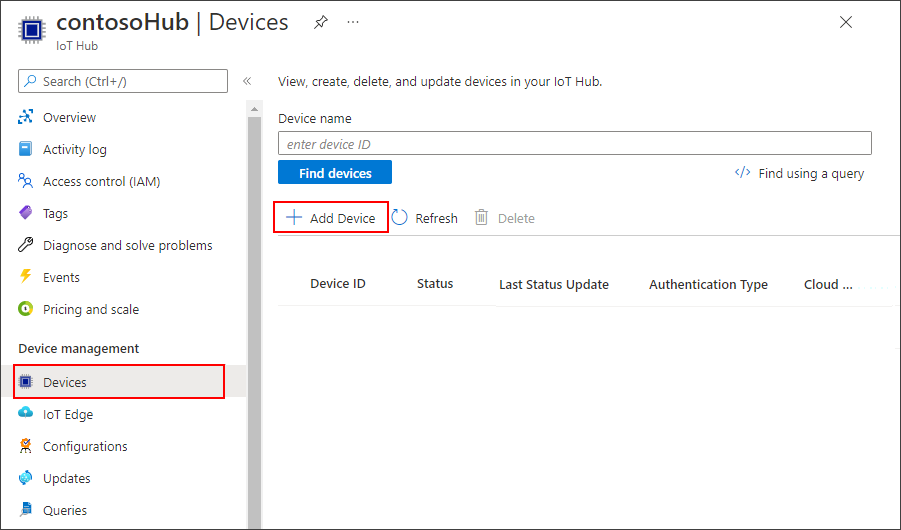 contosoHub | Devices ···
IoT Hub
Search (Ctrl+/) «
Overview
Activity log
Access control (IAM)
Tags
Diagnose and solve problems
Events
Pricing and scale
Device management
Devices
IoT Edge
Configurations
Updates
Queries
View, create, delete, and update devices in your IoT Hub.
Device name
enter device ID
Find devices </> Find using a query
Add Device Refresh Delete
Device ID Status Last Status Update Authentication Type Cloud ...